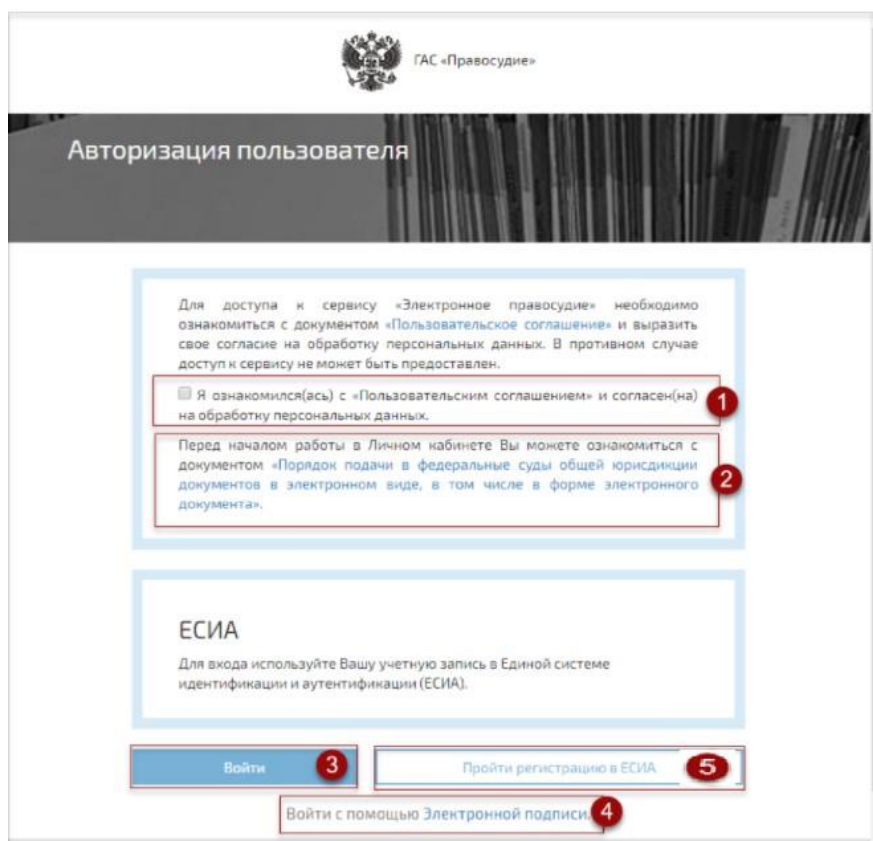 ГАС «Правосудие»
Авторизация пользователя
Для доступа к сервису «Электронное правосудие» необходимо
ознакомиться с документом «Пользовательское соглашение» и выразить
свое согласие на обработку персональных данных. В противном случае
доступ к сервису не может быть предоставлен.
Я ознакомился(ась) с «Пользовательским соглашением» и согласен(на)
на обработку персональных данных.
1
Перед началом работы в Личном кабинете Вы можете ознакомиться с
документом «Порядок подачи в федеральные суды общей юрисдикции
документов в электронном виде, в том числе в форме электронного
документа».
2
ЕСИА
Для входа используйте Вашу учетную запись в Единой системе
идентификации и аутентификации (ЕСИА).
Войти 3
Пройти регистрацию в ЕСИА 5
Войти с помощью Электронной подписи. 4